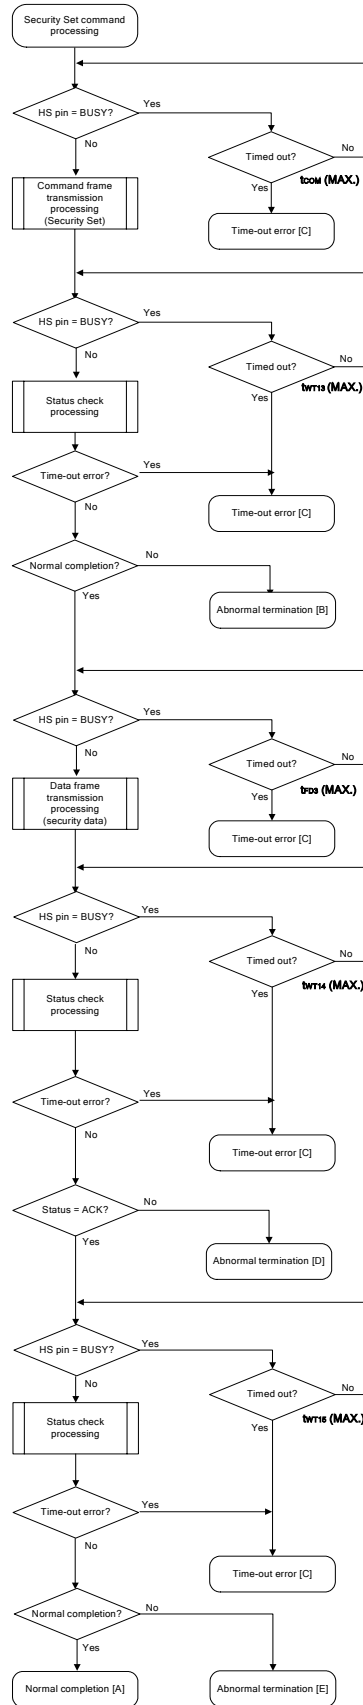 Security Set command
processing
HS pin = BUSY?
Yes
No
Timed out?
No
tCOM (MAX.)
Yes
Command frame
transmission
processing
(Security Set)
Time-out error [C]
HS pin = BUSY?
Yes
No
Timed out?
No
tWT13 (MAX.)
Yes
Status check
processing
Time-out error?
Yes
No
Time-out error [C]
Normal completion?
No
Yes
Abnormal termination [B]
HS pin = BUSY?
Yes
No
Timed out?
No
tFD3 (MAX.)
Yes
Data frame
transmission
processing
(security data)
Time-out error [C]
HS pin = BUSY?
Yes
No
Timed out?
No
tWT14 (MAX.)
Yes
Status check
processing
Time-out error?
Yes
No
Time-out error [C]
Status = ACK?
No
Yes
Abnormal termination [D]
HS pin = BUSY?
Yes
No
Timed out?
No
tWT15 (MAX.)
Yes
Status check
processing
Time-out error?
Yes
No
Time-out error [C]
Normal completion?
No
Yes
Normal completion [A]
Abnormal termination [E]